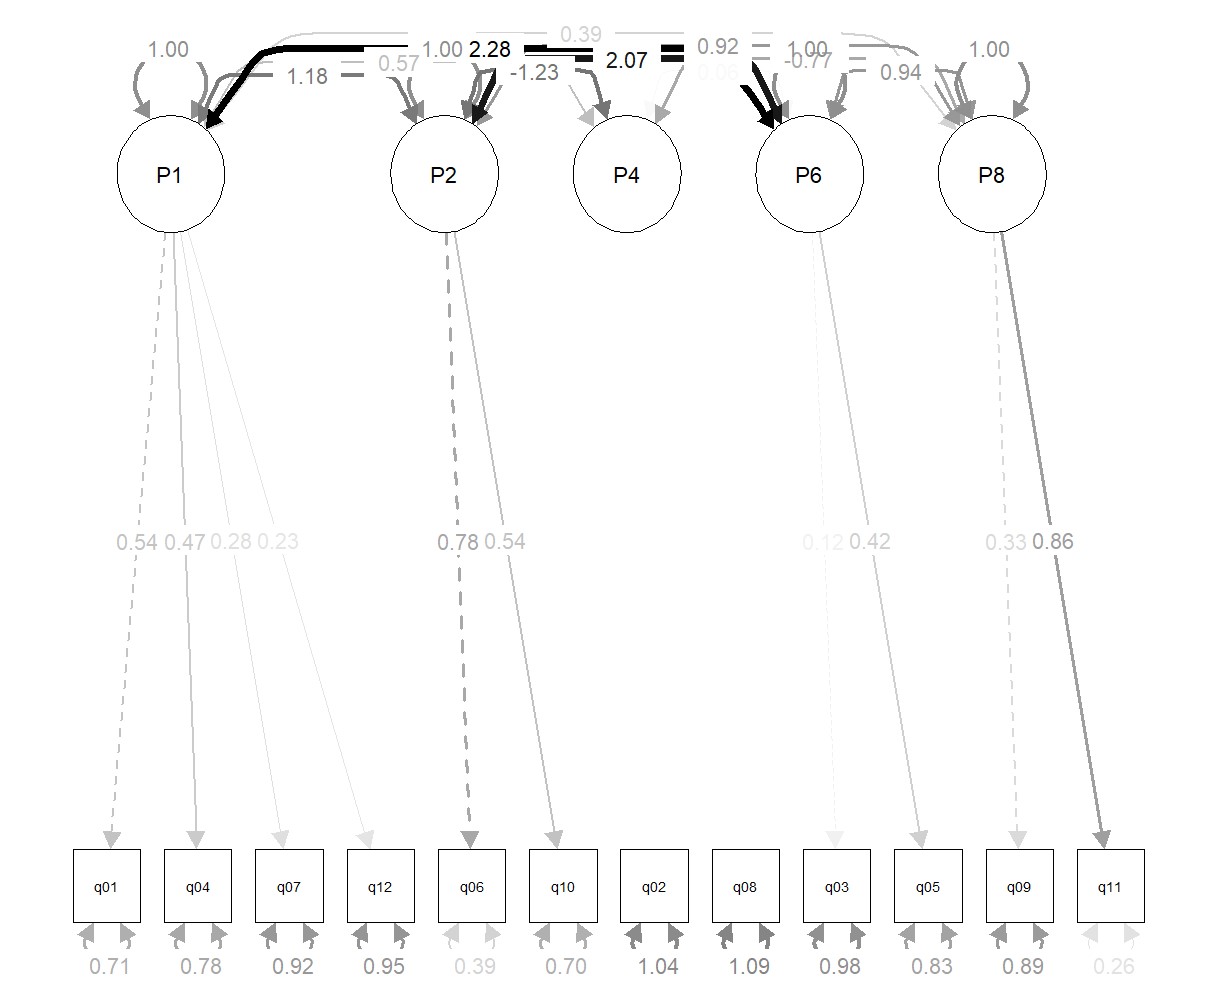 0.39
1.00 1.00 2.28 0.92 1.00 1.00
0.57 2.07 -0.77
1.18 -1.23 0.06 0.94
P1 P2 P4 P6 P8
0.54 0.47 0.28 0.23 0.78 0.54 0.12 0.42 0.33 0.86
q01 q04 q07 q12 q06 q10 q02 q08 q03 q05 q09 q11
0.71 0.78 0.92 0.95 0.39 0.70 1.04 1.09 0.98 0.83 0.89 0.26